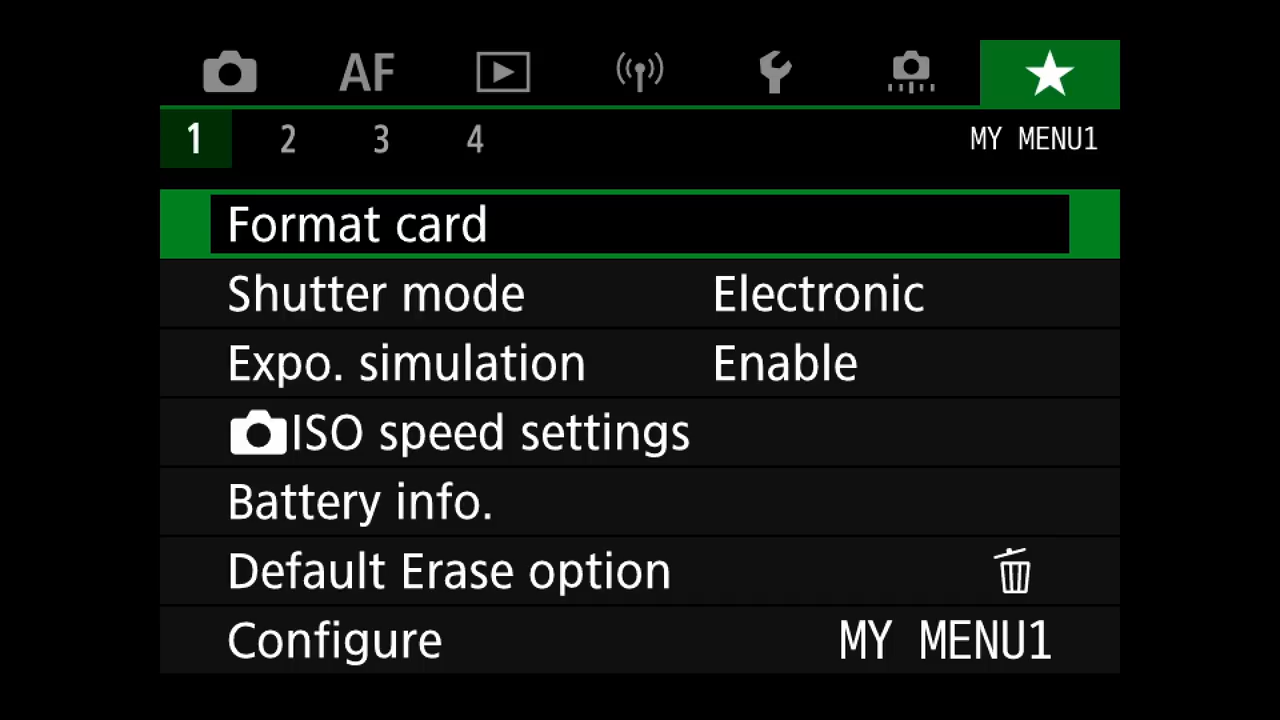 AF
1 2 3 4 MY MENU1
Format card
Shutter mode Electronic
Expo. simulation Enable
ISO speed settings
Battery info.
Default Erase option
Configure MY MENU1